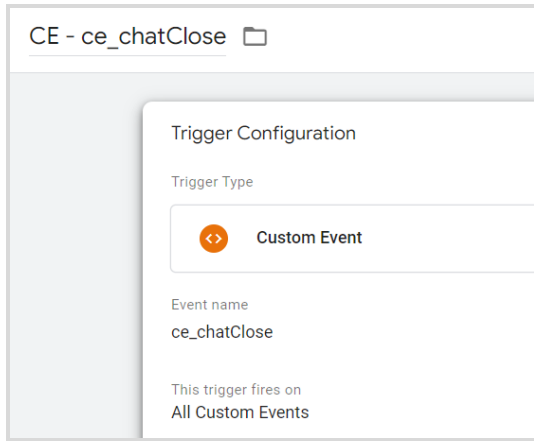 CE - ce_chatClose
Trigger Configuration
Trigger Type
Custom Event
Event name
ce_chatClose
This trigger fires on
All Custom Events